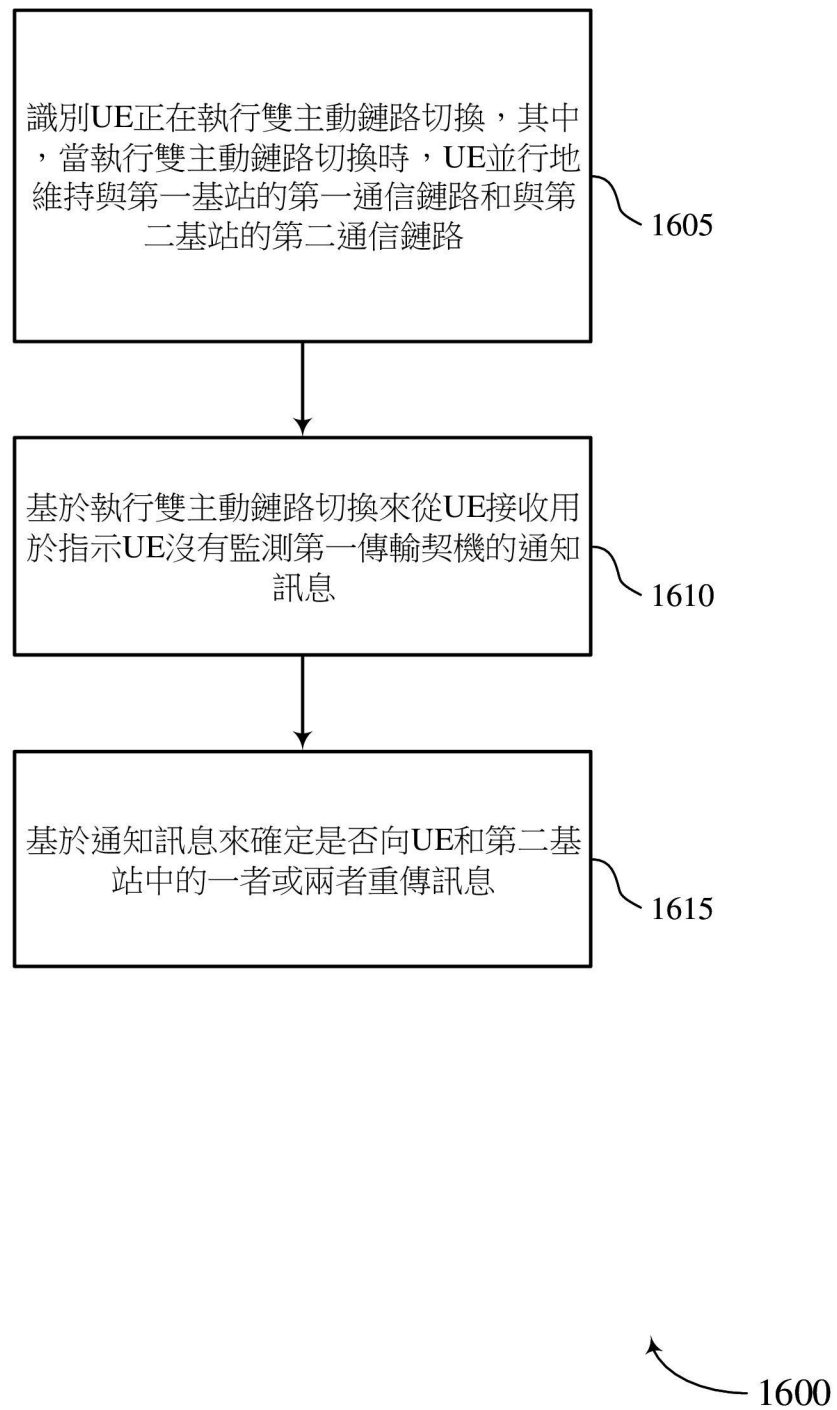 識別UE正在執行雙主動鏈路切換，其中
，當執行雙主動鏈路切換時，UE並行地
維持與第一基站的第一通信鏈路和與第
二基站的第二通信鏈路
1605
基於執行雙主動鏈路切換來從UE接收用
於指示UE沒有監測第一傳輸契機的通知
訊息
1610
基於通知訊息來確定是否向UE和第二基
站中的一者或兩者重傳訊息
1615
1600